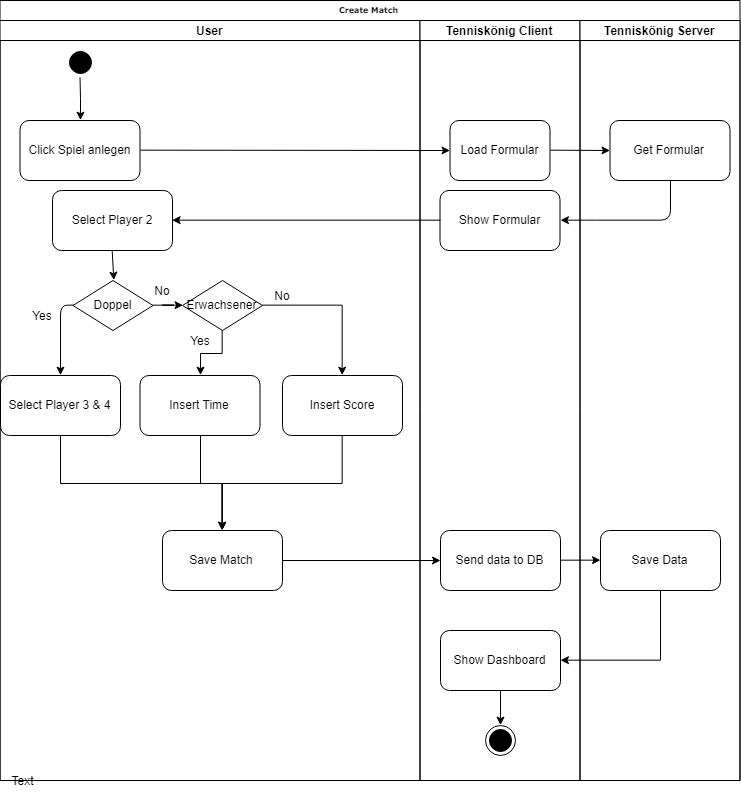 Create Match
User
Tenniskönig Client
Tenniskönig Server
Click Spiel anlegen
Load Formular
Get Formular
Select Player 2
Show Formular
Doppel
No
Erwachsener
No
Yes
Yes
Select Player 3 & 4
Insert Time
Insert Score
Save Match
Send data to DB
Save Data
Show Dashboard
Text